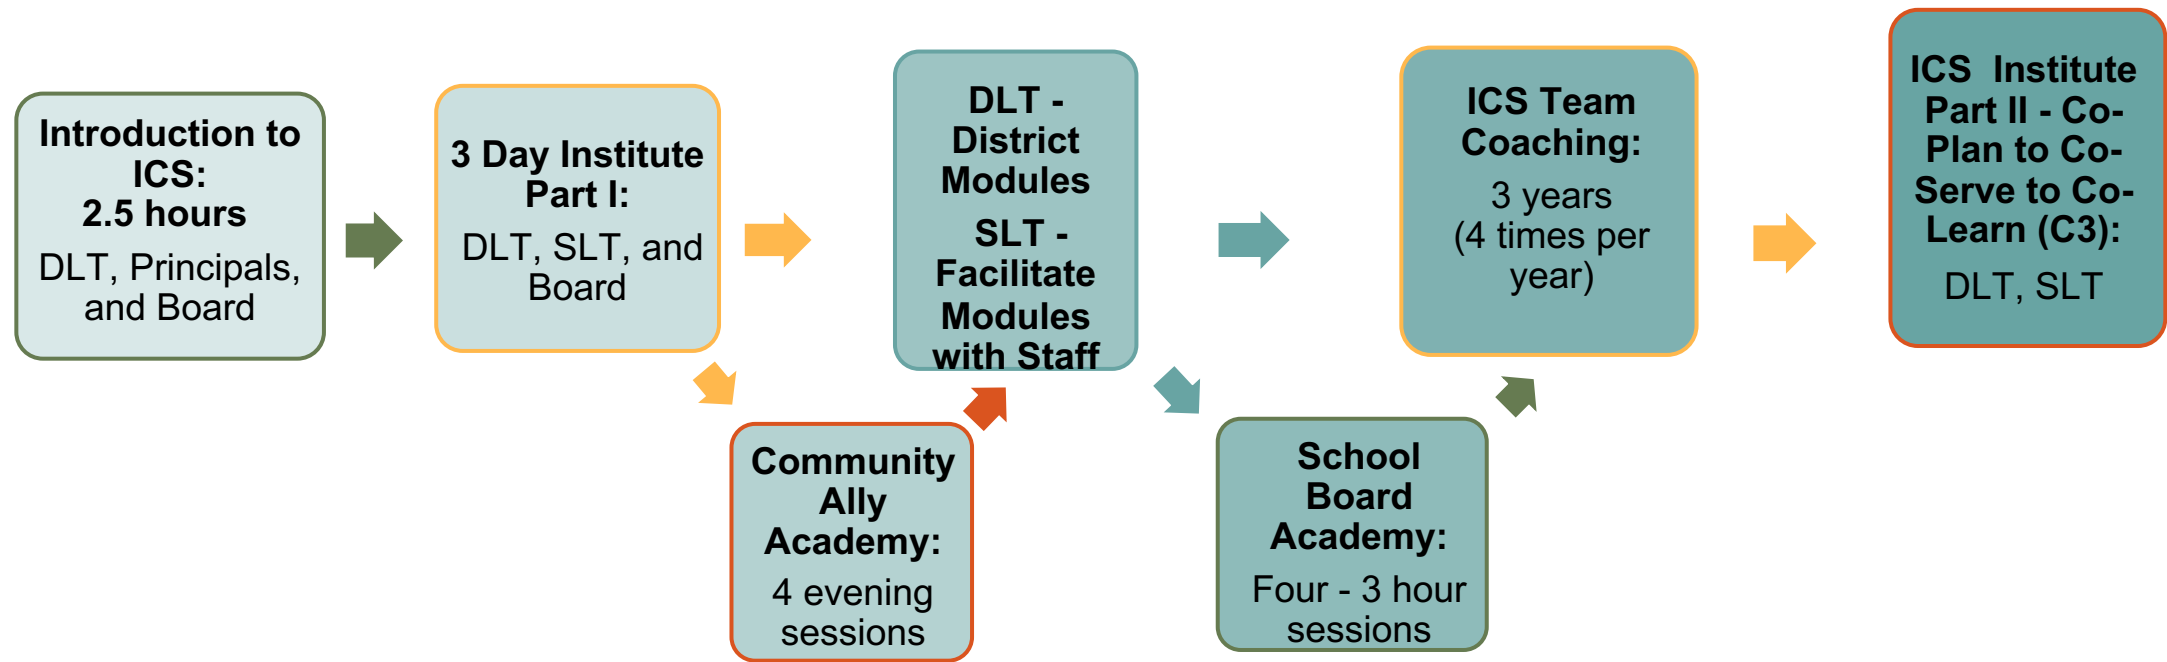 Introduction to
ICS:
2.5 hours
DLT, Principals,
and Board
3 Day Institute
Part I:
DLT, SLT, and
Board
Community
Ally
Academy:
4 evening
sessions
DLT -
District
Modules
SLT -
Facilitate
Modules
with Staff
School
Board
Academy:
Four - 3 hour
sessions
ICS Team
Coaching:
3 years
(4 times per
year)
ICS  Institute
Part II - Co-
Plan to Co-
Serve to Co-
Learn (C3):
DLT, SLT